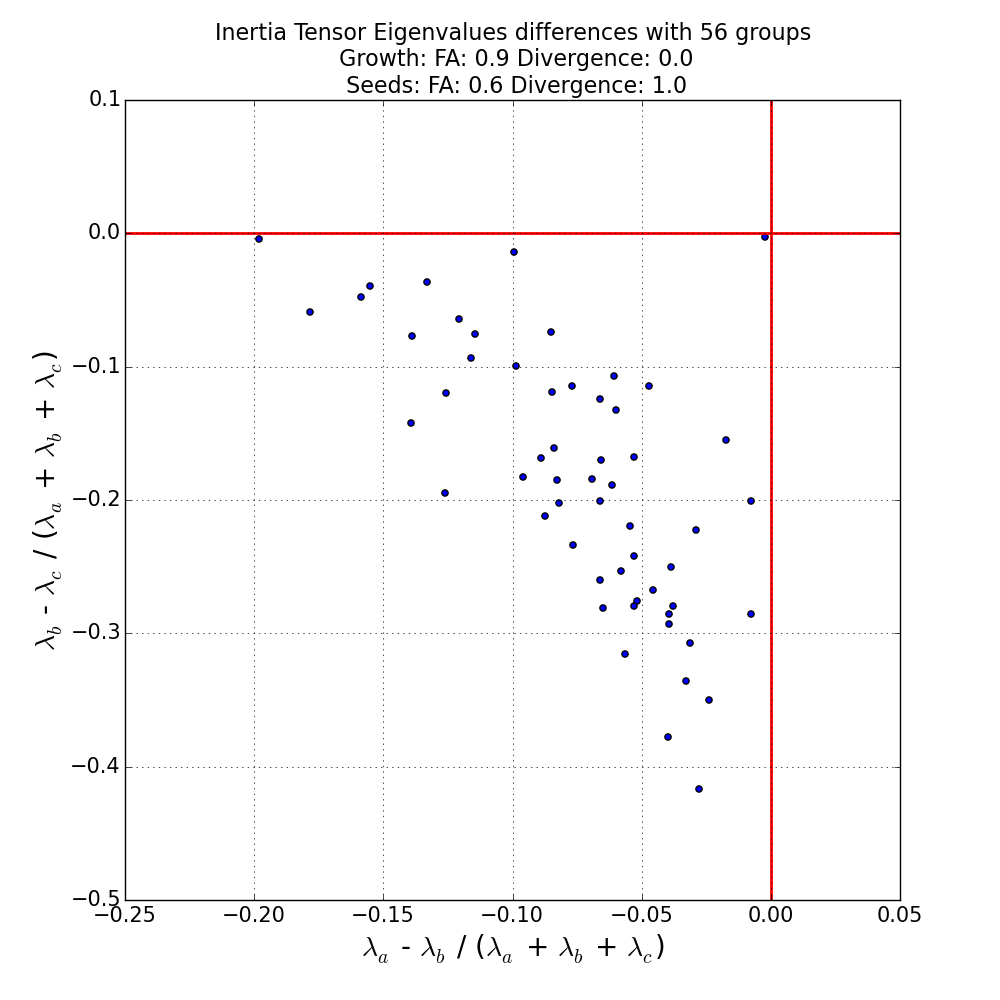 Inertia Tensor Eigenvalues differences with 56 groups
Growth: FA: 0.9 Divergence: 0.0
Seeds: FA: 0.6 Divergence: 1.0
0.1
0.0
−0.1
−0.2
−0.3
−0.4
−0.5
λb - λc / (λa + λb + λc)
−0.25 −0.20 −0.15 −0.10 −0.05 0.00 0.05
λa - λb / (λa + λb + λc)